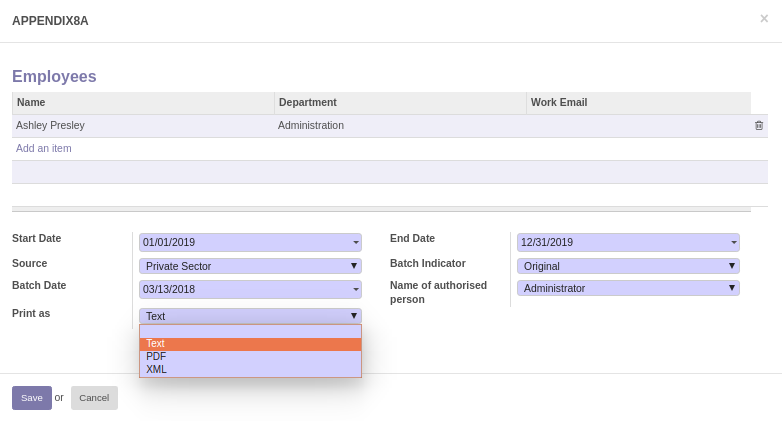 APPENDIX8A ×
Employees
Name Department Work Email
Ashley Presley Administration
Add an item
Start Date 01/01/2019 End Date 12/31/2019
Source Private Sector Batch Indicator Original
Batch Date 03/13/2018 Name of authorised person Administrator
Print as Text
Text
PDF
XML
Save or Cancel